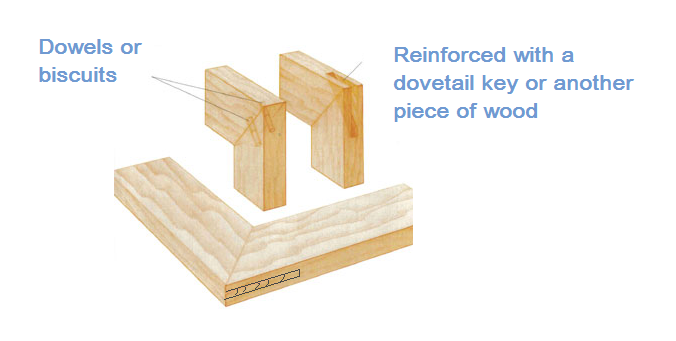 Dowels or
biscuits
Reinforced with a
dovetail key or another
piece of wood